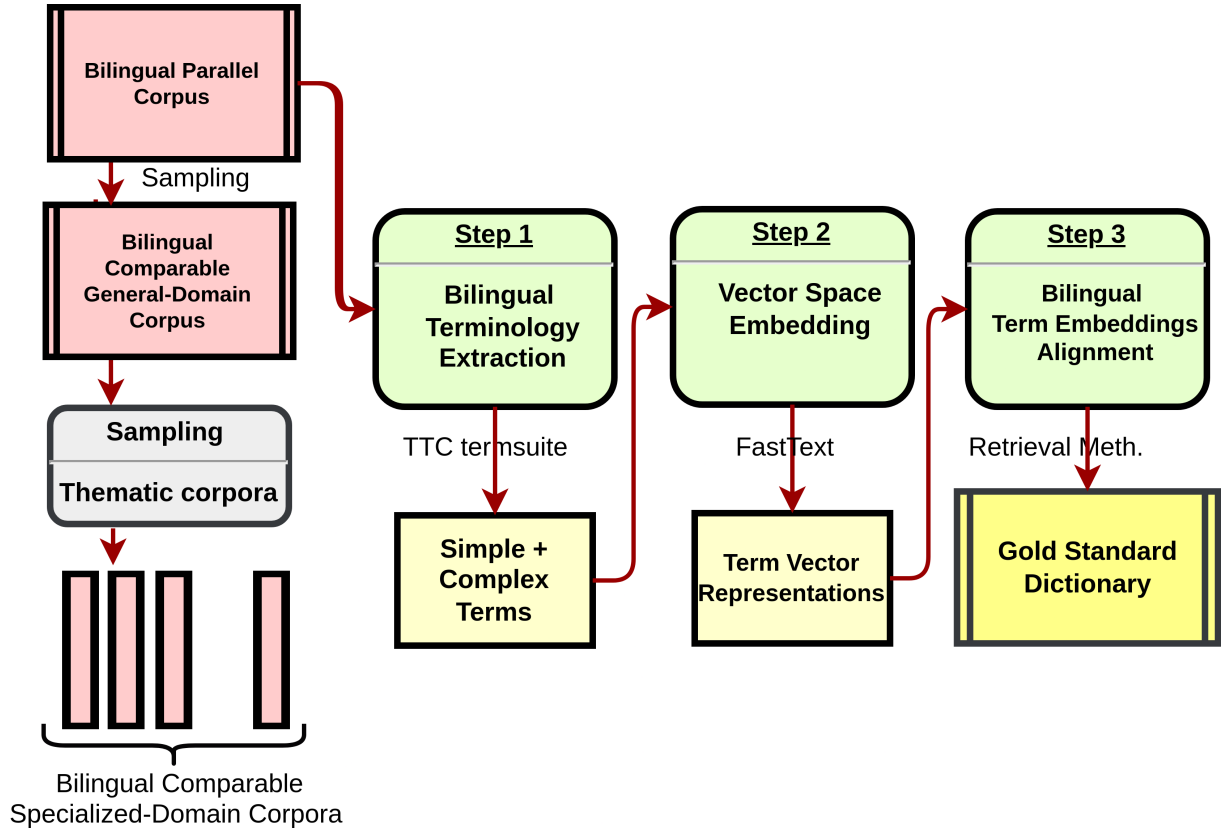 Bilingual Parallel
Corpus
Sampling
Bilingual
Comparable
General-Domain
Corpus
Sampling
Thematic corpora
Bilingual Comparable
Specialized-Domain Corpora
Step 1
Bilingual
Terminology
Extraction
TTC termsuite
Simple +
Complex
Terms
Step 2
Vector Space
Embedding
FastText
Term Vector
Representations
Step 3
Bilingual
Term Embeddings
Alignment
Retrieval Meth.
Gold Standard
Dictionary